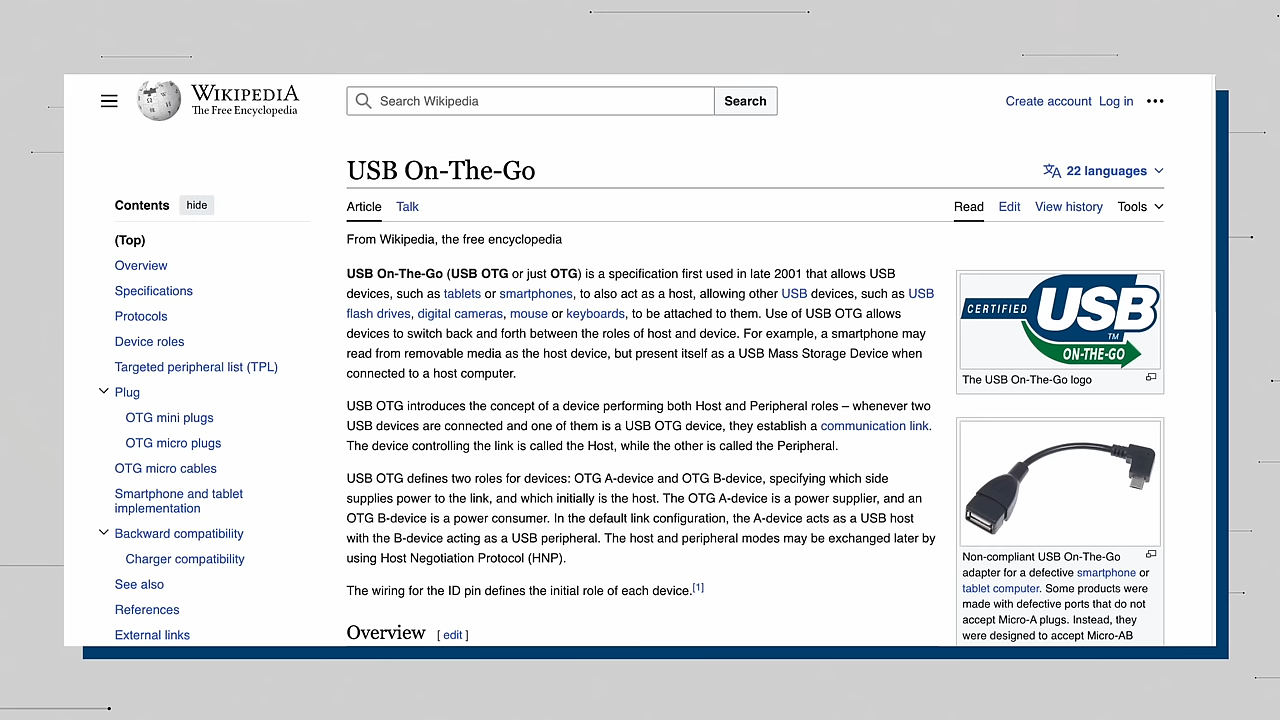 WIKIPEDIA
The Free Encyclopedia
Search Wikipedia
Search
Create account Log in
USB On-The-Go
22 languages
Contents hide
Article Talk
Read Edit View history Tools
(Top)
Overview
Specifications
Protocols
Device roles
Targeted peripheral list (TPL)
Plug
OTG mini plugs
OTG micro plugs
OTG micro cables
Smartphone and tablet
implementation
Backward compatibility
Charger compatibility
See also
References
External links
From Wikipedia, the free encyclopedia
USB On-The-Go (USB OTG or just OTG) is a specification first used in late 2001 that allows USB
devices, such as tablets or smartphones, to also act as a host, allowing other USB devices, such as USB
flash drives, digital cameras, mouse or keyboards, to be attached to them. Use of USB OTG allows
devices to switch back and forth between the roles of host and device. For example, a smartphone may
read from removable media as the host device, but present itself as a USB Mass Storage Device when
connected to a host computer.
USB OTG introduces the concept of a device performing both Host and Peripheral roles – whenever two
USB devices are connected and one of them is a USB OTG device, they establish a communication link.
The device controlling the link is called the Host, while the other is called the Peripheral.
USB OTG defines two roles for devices: OTG A-device and OTG B-device, specifying which side
supplies power to the link, and which initially is the host. The OTG A-device is a power supplier, and an
OTG B-device is a power consumer. In the default link configuration, the A-device acts as a USB host
with the B-device acting as a USB peripheral. The host and peripheral modes may be exchanged later by
using Host Negotiation Protocol (HNP).
The wiring for the ID pin defines the initial role of each device.[1]
Overview [ edit ]
CERTIFIED USB TM
ON-THE-GO
The USB On-The-Go logo
Non-compliant USB On-The-Go
adapter for a defective smartphone or
tablet computer. Some products were
made with defective ports that do not
accept Micro-A plugs. Instead, they
were designed to accept Micro-AB